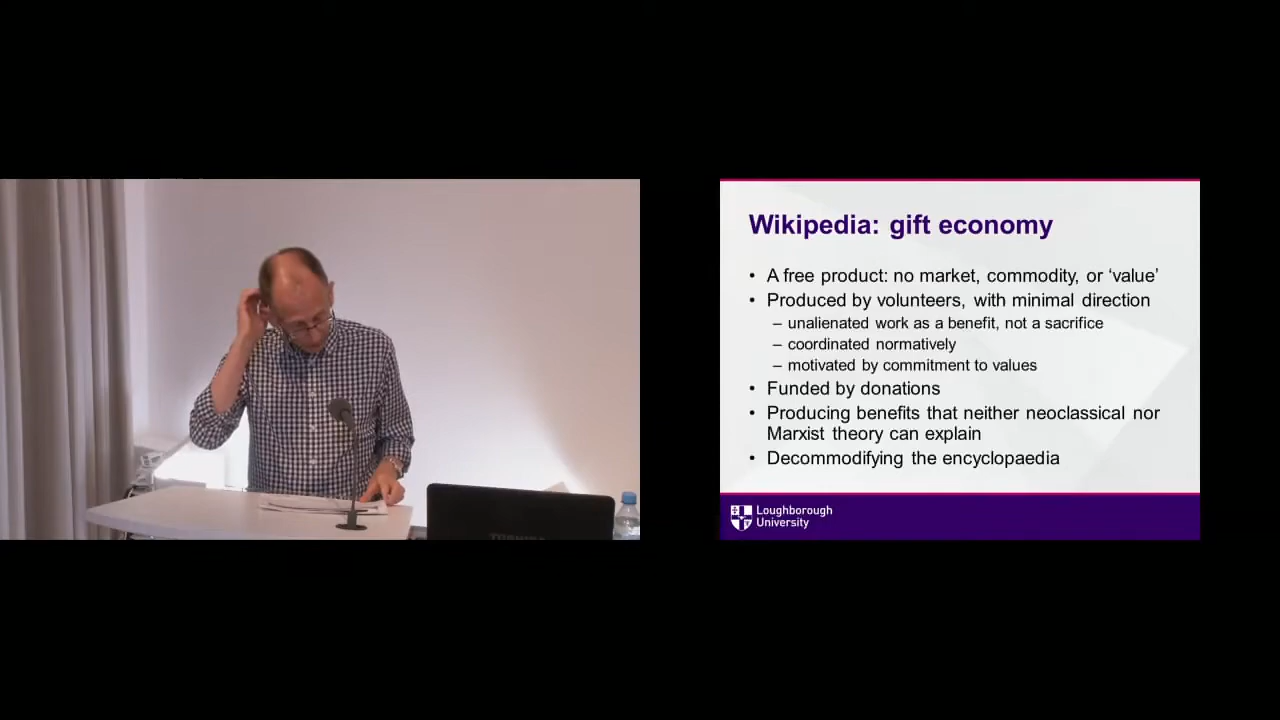 Wikipedia: gift economy
• A free product: no market, commodity, or ‘value’
• Produced by volunteers, with minimal direction
– unalienated work as a benefit, not a sacrifice
– coordinated normatively
– motivated by commitment to values
• Funded by donations
• Producing benefits that neither neoclassical nor
Marxist theory can explain
• Decommodifying the encyclopaedia
Loughborough
University
TOSHIBA